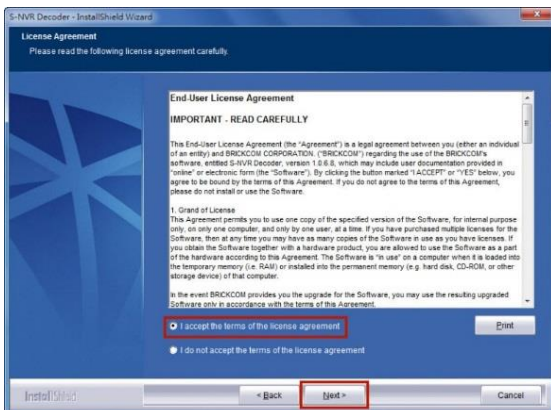 S-NVR Decoder - InstallShield Wizard
License Agreement
Please read the following license agreement carefully.
End-User License Agreement
IMPORTANT - READ CAREFULLY
This End-User License Agreement (the "Agreement") is a legal agreement between you (either an individual
of an entity) and BRICKCOM CORPORATION. ("BRICKCOM") regarding the use of the BRICKCOM's
software, entitled S-NVR Decoder, version 1.0.6.8, which may include user documentation provided in
"online" or electronic form (the "Software"). By clicking the button marked "I ACCEPT" or "YES" below, you
agree to be bound by the terms of this Agreement. If you do not agree to the terms of this Agreement,
please do not install or use the Software.
1. Grand of License
This Agreement permits you to use one copy of the specified version of the Software, for internal purpose
only, on only one computer, and only by one user, at a time. If you have purchased multiple licenses for the
Software, then at any time you may have as many copies of the Software in use as you have licenses. If
you obtain the Software together with a hardware product, you are allowed to use the Software as a part
of the hardware according to this Agreement. The Software is "in use" on a computer when it is loaded into
the temporary memory (i.e. RAM) or installed into the permanent memory (e.g. hard disk, CD-ROM, or other
storage device) of that computer.
In the event BRICKCOM provides you the upgrade for the Software, you may use the resulting upgraded
Software only in accordance with the terms of this Agreement.
I accept the terms of the license agreement
Print
I do not accept the terms of the license agreement
InstallShield
< Back
Next >
Cancel